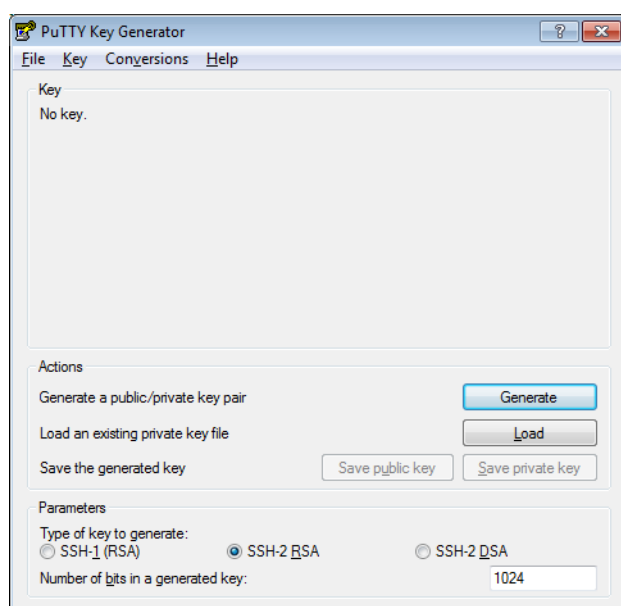 PuTTY Key Generator
File Key Conversions Help
Key
No key.
Actions
Generate a public/private key pair Generate
Load an existing private key file Load
Save the generated key Save public key Save private key
Parameters
Type of key to generate:
SSH-1 (RSA) SSH-2 RSA SSH-2 DSA
Number of bits in a generated key: 1024